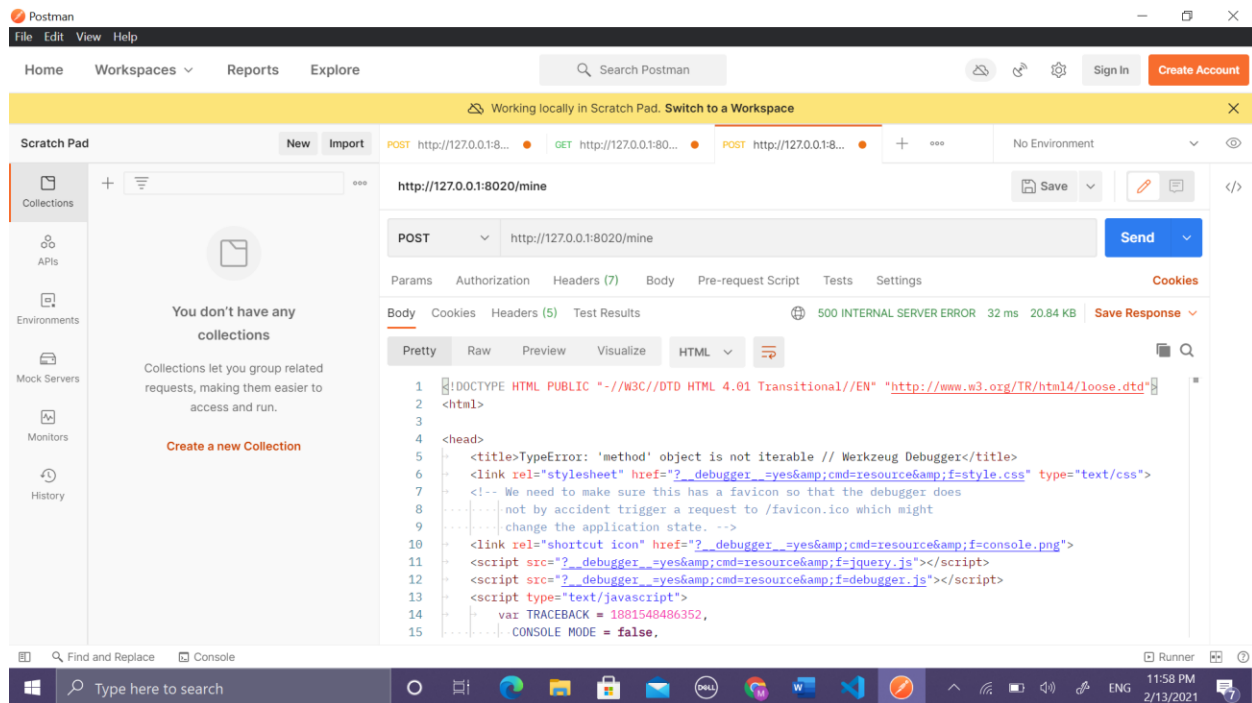 Postman
File Edit View Help
Home Workspaces Reports Explore Search Postman Sign In Create Account
Working locally in Scratch Pad. Switch to a Workspace
Scratch Pad New Import
POST http://127.0.0.1:8... GET http://127.0.0.1:80... POST http://127.0.0.1:8... No Environment
Collections
APIs
Environments
Mock Servers
Monitors
History
You don't have any
collections
Collections let you group related
requests, making them easier to
access and run.
Create a new Collection
http://127.0.0.1:8020/mine Save
POST http://127.0.0.1:8020/mine Send
Params Authorization Headers (7) Body Pre-request Script Tests Settings Cookies
Body Cookies Headers (5) Test Results 500 INTERNAL SERVER ERROR 32 ms 20.84 KB Save Response
Pretty Raw Preview Visualize HTML
1 <!DOCTYPE HTML PUBLIC "-//W3C//DTD HTML 4.01 Transitional//EN" "http://www.w3.org/TR/html4/loose.dtd">
2 <html>
3
4 <head>
5 <title>TypeError: 'method' object is not iterable // Werkzeug Debugger</title>
6 <link rel="stylesheet" href="?__debugger__=yes&amp;cmd=resource&amp;f=style.css" type="text/css">
7 <!-- We need to make sure this has a favicon so that the debugger does
8 not by accident trigger a request to /favicon.ico which might
9 change the application state. -->
10 <link rel="shortcut icon" href="?__debugger__=yes&amp;cmd=resource&amp;f=console.png">
11 <script src="?__debugger__=yes&amp;cmd=resource&amp;f=jquery.js"></script>
12 <script src="?__debugger__=yes&amp;cmd=resource&amp;f=debugger.js"></script>
13 <script type="text/javascript">
14 var TRACEBACK = 1881548486352,
15 CONSOLE_MODE = false,
Find and Replace Console Runner
Type here to search DELL ENG 11:58 PM
2/13/2021 7